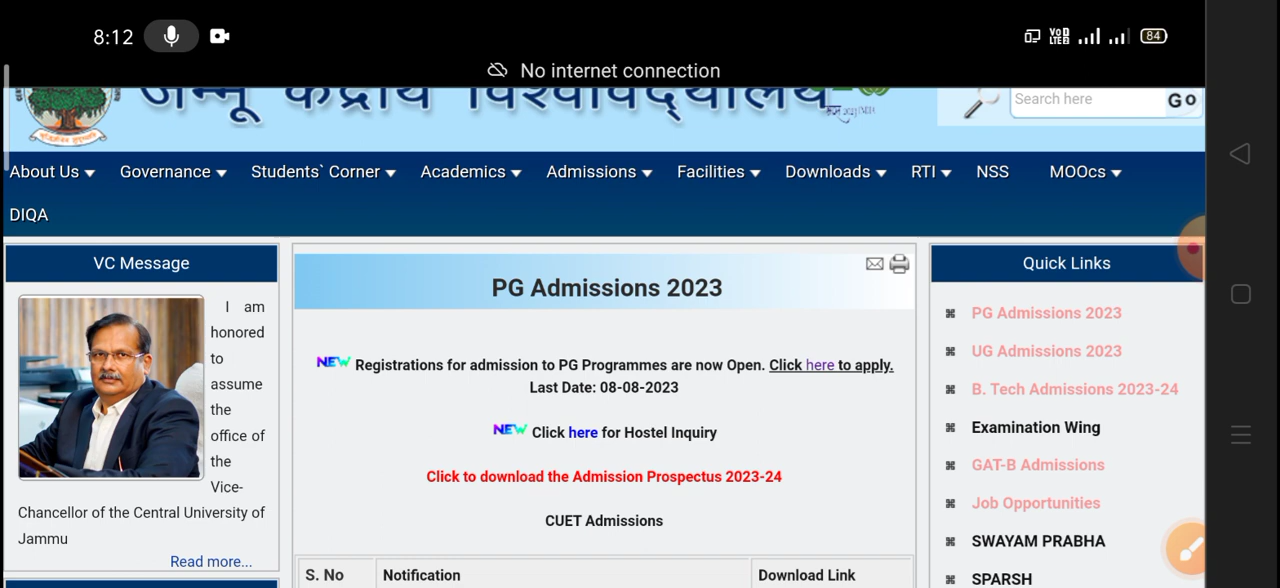 8:12
VoD
LTE2
84
No internet connection
जम्मू केंद्रीय विश्वविद्यालय
Search here
Go
About Us
Governance
Students` Corner
Academics
Admissions
Facilities
Downloads
RTI
NSS
MOOcs
DIQA
VC Message
I am
honored
to
assume
the
office of
the
Vice-
Chancellor of the Central University of
Jammu
Read more...
PG Admissions 2023
NEW Registrations for admission to PG Programmes are now Open. Click here to apply.
Last Date: 08-08-2023
NEW Click here for Hostel Inquiry
Click to download the Admission Prospectus 2023-24
CUET Admissions
S. No Notification Download Link
Quick Links
PG Admissions 2023
UG Admissions 2023
B. Tech Admissions 2023-24
Examination Wing
GAT-B Admissions
Job Opportunities
SWAYAM PRABHA
SPARSH